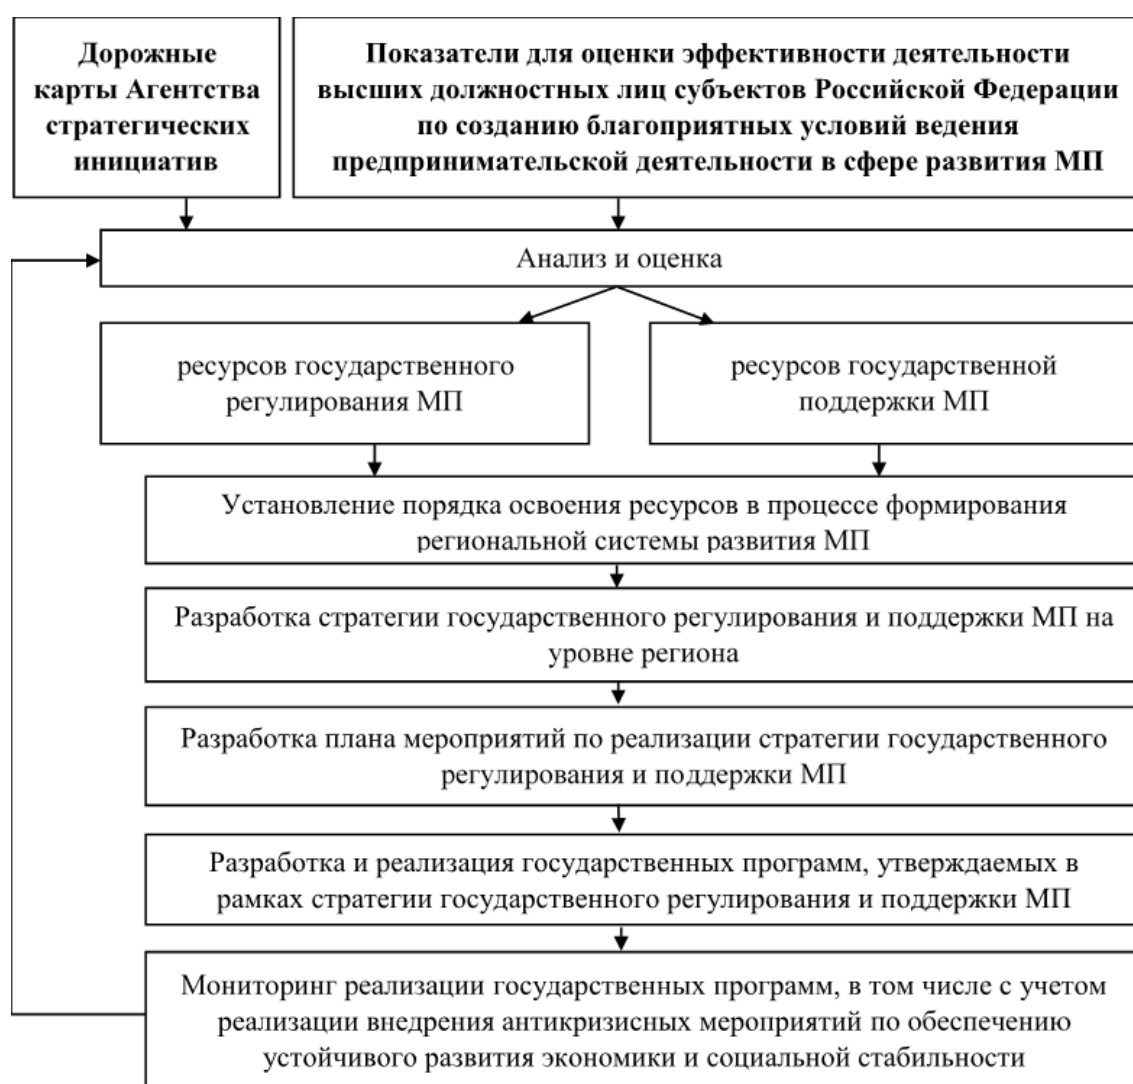 Дорожные
карты Агентства
стратегических
инициатив
Показатели для оценки эффективности деятельности
высших должностных лиц субъектов Российской Федерации
по созданию благоприятных условий ведения
предпринимательской деятельности в сфере развития МП
Анализ и оценка
ресурсов государственного
регулирования МП
ресурсов государственной
поддержки МП
Установление порядка освоения ресурсов в процессе формирования
региональной системы развития МП
Разработка стратегии государственного регулирования и поддержки МП на
уровне региона
Разработка плана мероприятий по реализации стратегии государственного
регулирования и поддержки МП
Разработка и реализация государственных программ, утверждаемых в
рамках стратегии государственного регулирования и поддержки МП
Мониторинг реализации государственных программ, в том числе с учетом
реализации внедрения антикризисных мероприятий по обеспечению
устойчивого развития экономики и социальной стабильности